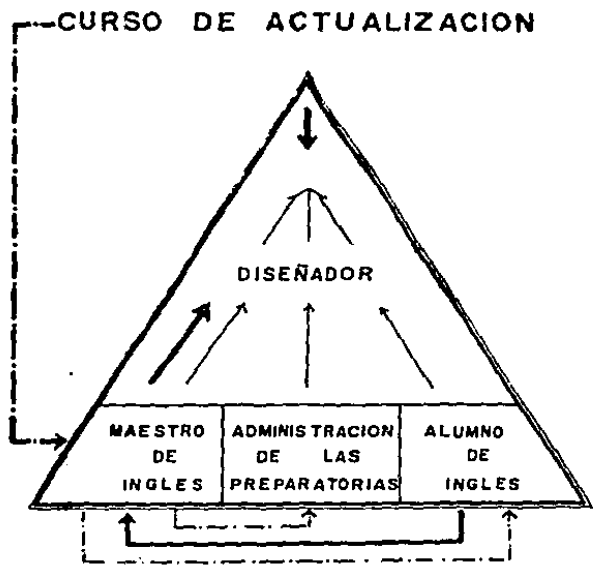 CURSO DE ACTUALIZACION
DISEÑADOR
MAESTRO
DE
INGLES
ADMINISTRACION
DE LAS
PREPARATORIAS
ALUMNO
DE
INGLES